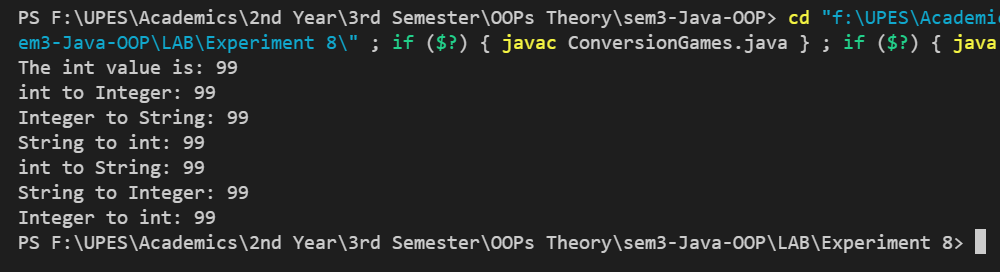 PS F:\UPES\Academics\2nd Year\3rd Semester\OOPs Theory\sem3-Java-OOP> cd "f:\UPES\Academic
em3-Java-OOP\LAB\Experiment 8\" ; if ($?) { javac ConversionGames.java } ; if ($?) { java
The int value is: 99
int to Integer: 99
Integer to String: 99
String to int: 99
int to String: 99
String to Integer: 99
Integer to int: 99
PS F:\UPES\Academics\2nd Year\3rd Semester\OOPs Theory\sem3-Java-OOP\LAB\Experiment 8>